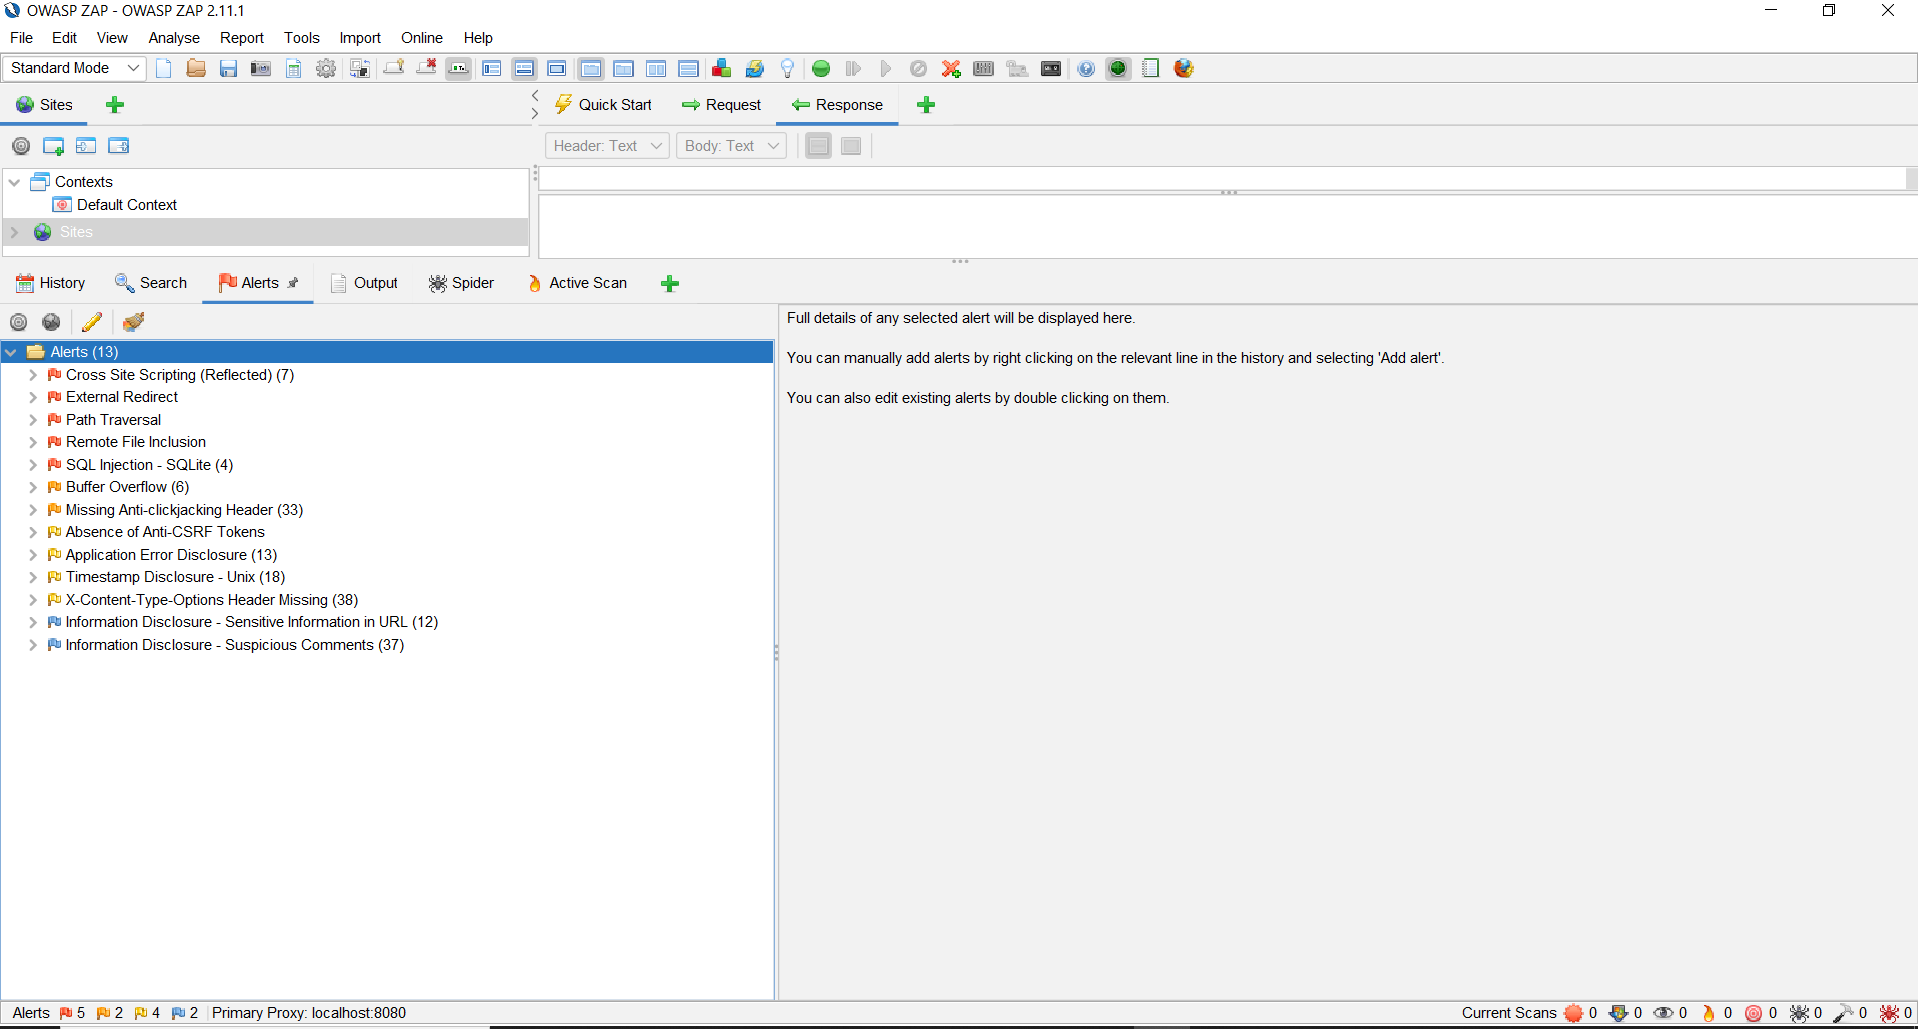 OWASP ZAP - OWASP ZAP 2.11.1
File Edit View Analyse Report Tools Import Online Help
Standard Mode
Sites
Quick Start Request Response
Header: Text Body: Text
Contexts
Default Context
Sites
History Search Alerts Output Spider Active Scan
Full details of any selected alert will be displayed here.
You can manually add alerts by right clicking on the relevant line in the history and selecting 'Add alert'.
You can also edit existing alerts by double clicking on them.
Alerts (13)
Cross Site Scripting (Reflected) (7)
External Redirect
Path Traversal
Remote File Inclusion
SQL Injection - SQLite (4)
Buffer Overflow (6)
Missing Anti-clickjacking Header (33)
Absence of Anti-CSRF Tokens
Application Error Disclosure (13)
Timestamp Disclosure - Unix (18)
X-Content-Type-Options Header Missing (38)
Information Disclosure - Sensitive Information in URL (12)
Information Disclosure - Suspicious Comments (37)
Alerts 5 2 4 2 Primary Proxy: localhost:8080 Current Scans 0 0 0 0 0 0 0 0